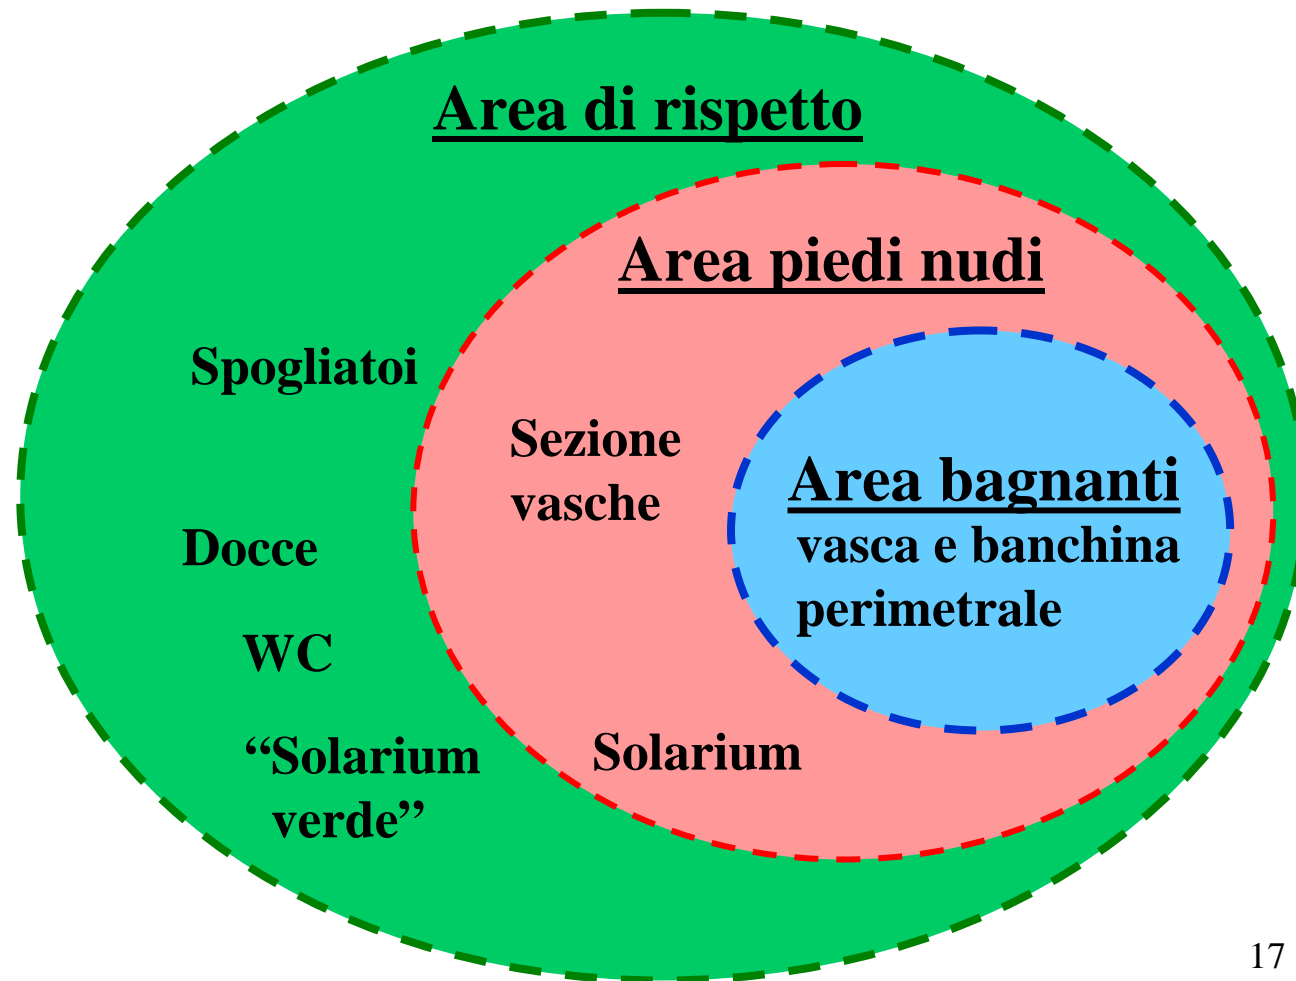 Area di rispetto
Area piedi nudi
Spogliatoi
Sezione
vasche
Area bagnanti
vasca e banchina
perimetrale
Docce
WC
“Solarium
verde”
Solarium
17